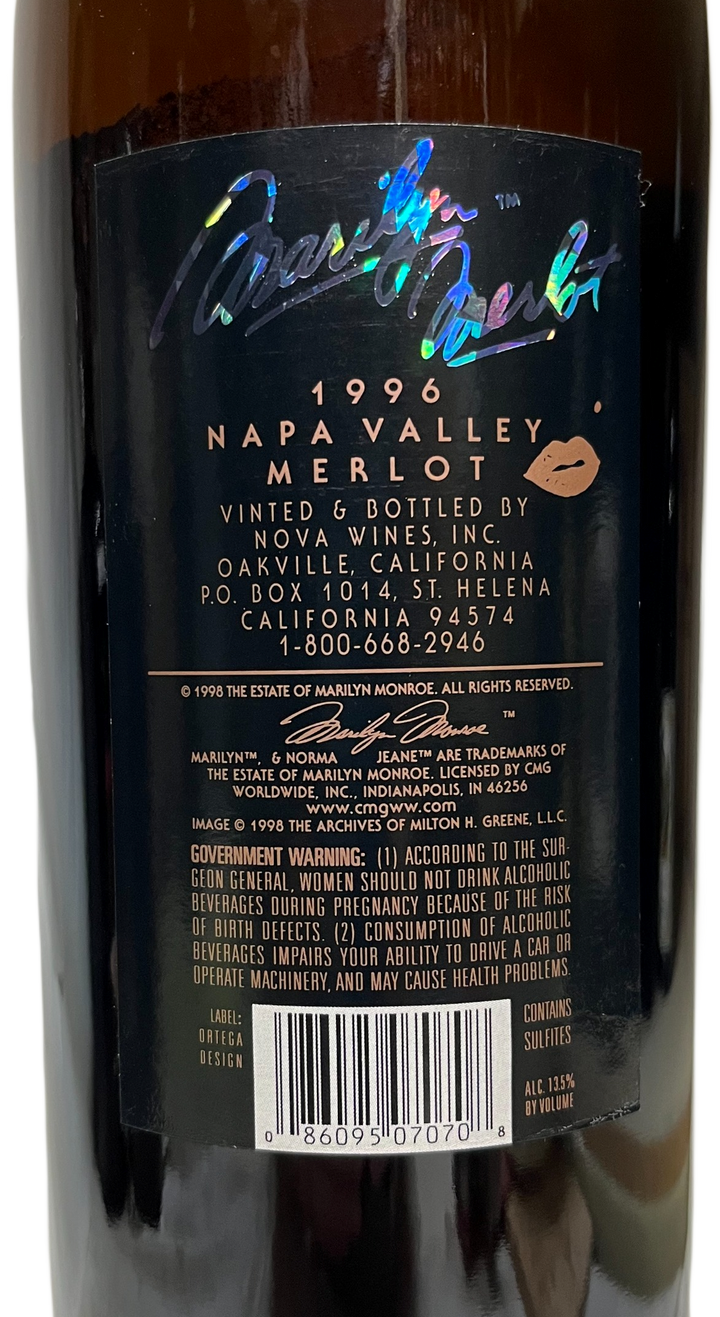 Marilyn ™
Merlot
1996
NAPA VALLEY
MERLOT
VINTED & BOTTLED BY
NOVA WINES, INC.
OAKVILLE, CALIFORNIA
P.O. BOX 1014, ST. HELENA
CALIFORNIA 94574
1-800-668-2946
© 1998 THE ESTATE OF MARILYN MONROE. ALL RIGHTS RESERVED.
Marilyn Monroe ™
MARILYN™, & NORMA JEANE™ ARE TRADEMARKS OF
THE ESTATE OF MARILYN MONROE. LICENSED BY CMG
WORLDWIDE, INC., INDIANAPOLIS, IN 46256
www.cmgww.com
IMAGE © 1998 THE ARCHIVES OF MILTON H. GREENE, L.L.C.
GOVERNMENT WARNING: (1) ACCORDING TO THE SUR-
GEON GENERAL, WOMEN SHOULD NOT DRINK ALCOHOLIC
BEVERAGES DURING PREGNANCY BECAUSE OF THE RISK
OF BIRTH DEFECTS. (2) CONSUMPTION OF ALCOHOLIC
BEVERAGES IMPAIRS YOUR ABILITY TO DRIVE A CAR OR
OPERATE MACHINERY, AND MAY CAUSE HEALTH PROBLEMS.
LABEL:
ORTEGA
DESIGN
0 86095 07070 8
CONTAINS
SULFITES
ALC. 13.5%
BY VOLUME